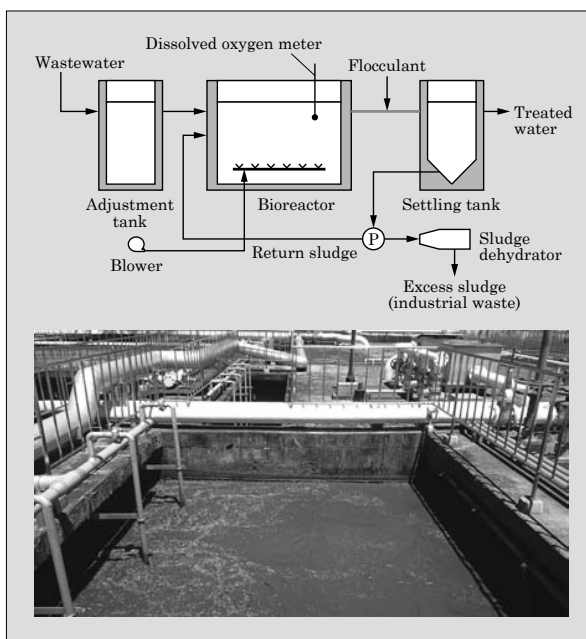 Dissolved oxygen meter
Wastewater
Flocculant
Treated
water
Adjustment
tank
Bioreactor
Settling tank
Blower
Return sludge
P
Sludge
dehydrator
Excess sludge
(industrial waste)